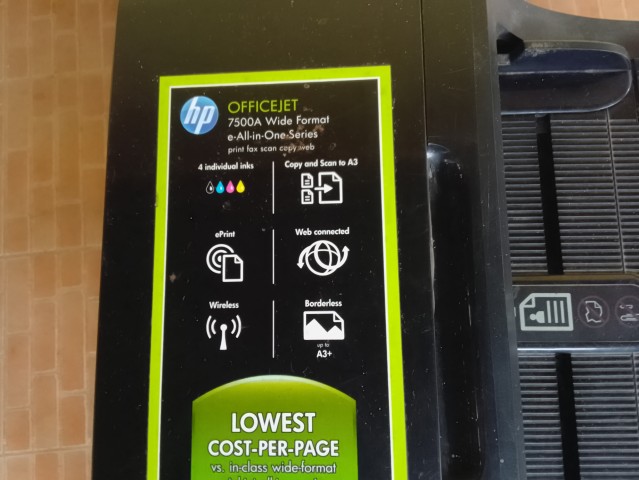 hp
OFFICEJET
7500A Wide Format
e-All-in-One Series
print fax scan copy web
4 individual inks
Copy and Scan to A3
ePrint
Web connected
Wireless
Borderless
up to
A3+
LOWEST
COST-PER-PAGE
vs. in-class wide-format